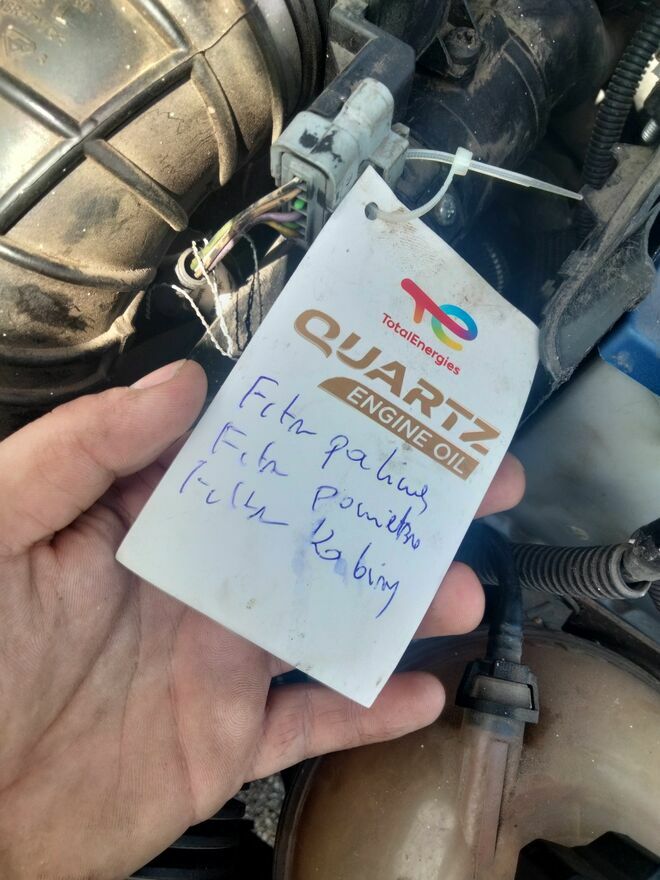 TotalEnergies
QUARTZ
ENGINE OIL
Filtr paliwa
Filtr powietrza
Filtr Kabiny